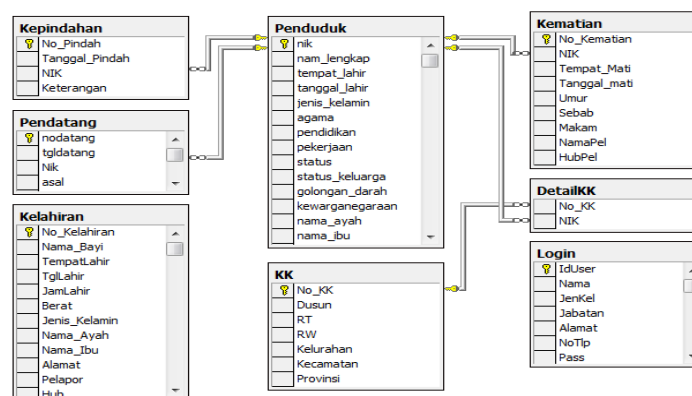 Kepindahan
No_Pindah
Tanggal_Pindah
NIK
Keterangan
Pendatang
nodatang
tgldatang
Nik
asal
Kelahiran
No_Kelahiran
Nama_Bayi
TempatLahir
TglLahir
JamLahir
Berat
Jenis_Kelamin
Nama_Ayah
Nama_Ibu
Alamat
Pelapor
Hub
Penduduk
nik
nam_lengkap
tempat_lahir
tanggal_lahir
jenis_kelamin
agama
pendidikan
pekerjaan
status
status_keluarga
golongan_darah
kewarganegaraan
nama_ayah
nama_ibu
KK
No_KK
Dusun
RT
RW
Kelurahan
Kecamatan
Provinsi
Kematian
No_Kematian
NIK
Tempat_Mati
Tanggal_mati
Umur
Sebab
Makam
NamaPel
HubPel
DetailKK
No_KK
NIK
Login
IdUser
Nama
JenKel
Jabatan
Alamat
NoTlp
Pass